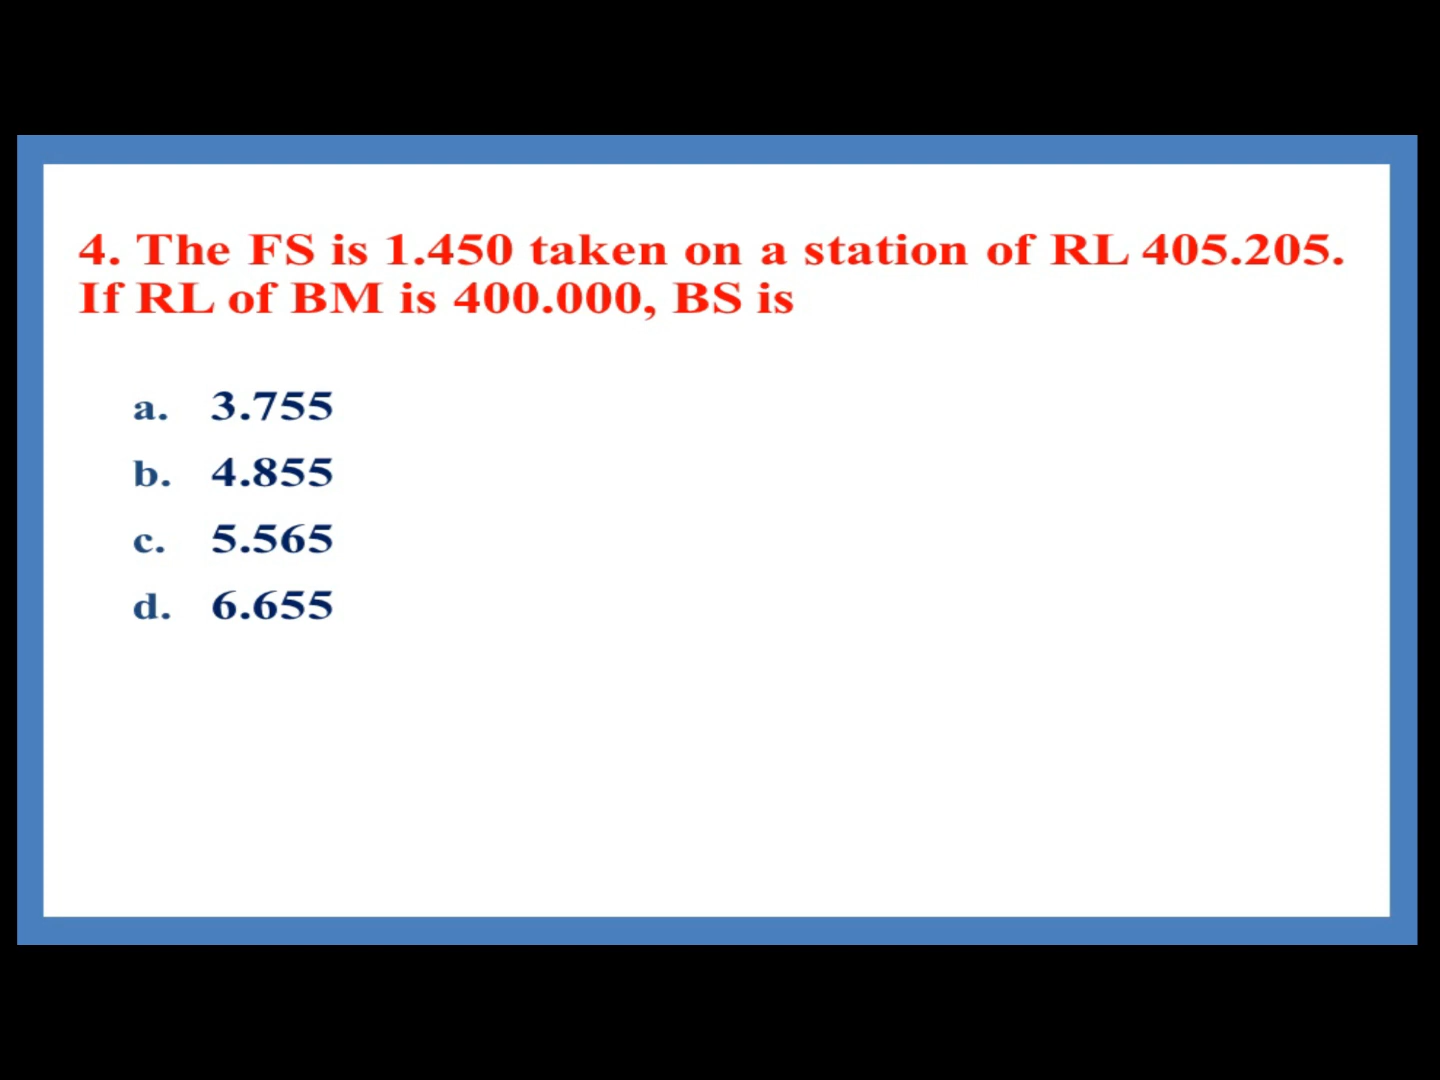 4. The FS is 1.450 taken on a station of RL 405.205.
If RL of BM is 400.000, BS is
a. 3.755
b. 4.855
c. 5.565
d. 6.655